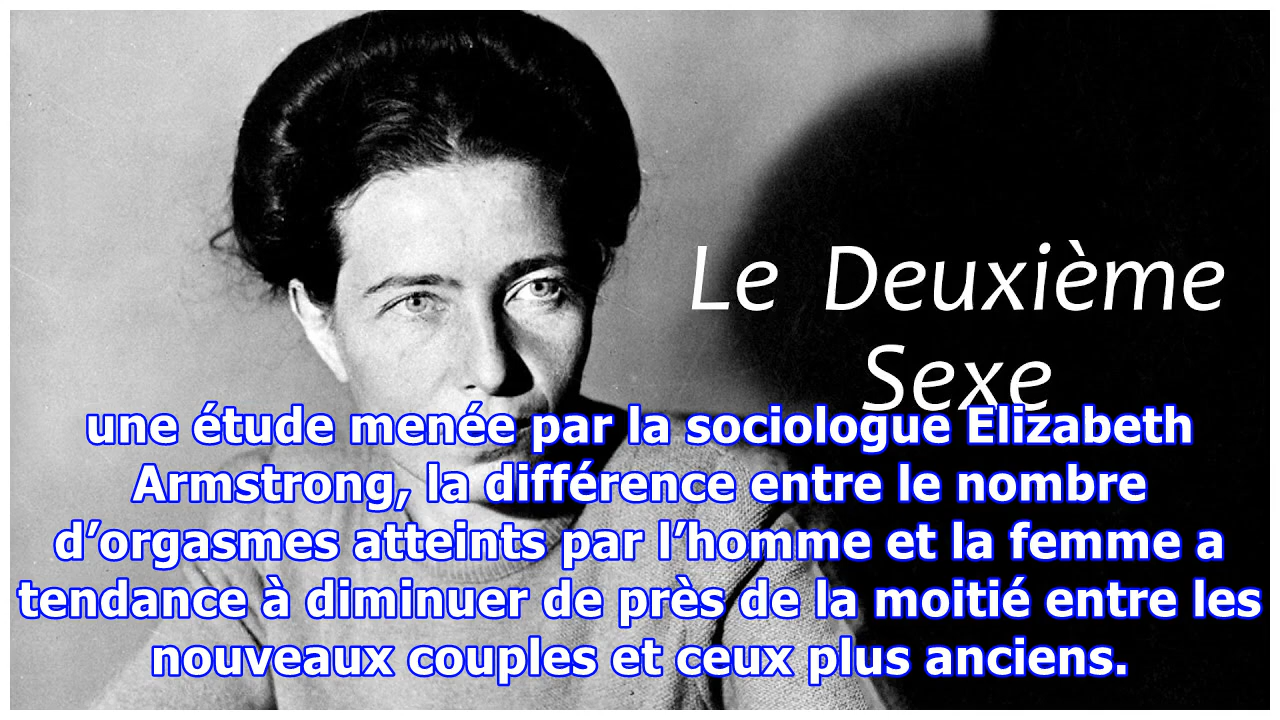 Le Deuxième
Sexe
une étude menée par la sociologue Elizabeth
Armstrong, la différence entre le nombre
d’orgasmes atteints par l’homme et la femme a
tendance à diminuer de près de la moitié entre les
nouveaux couples et ceux plus anciens.